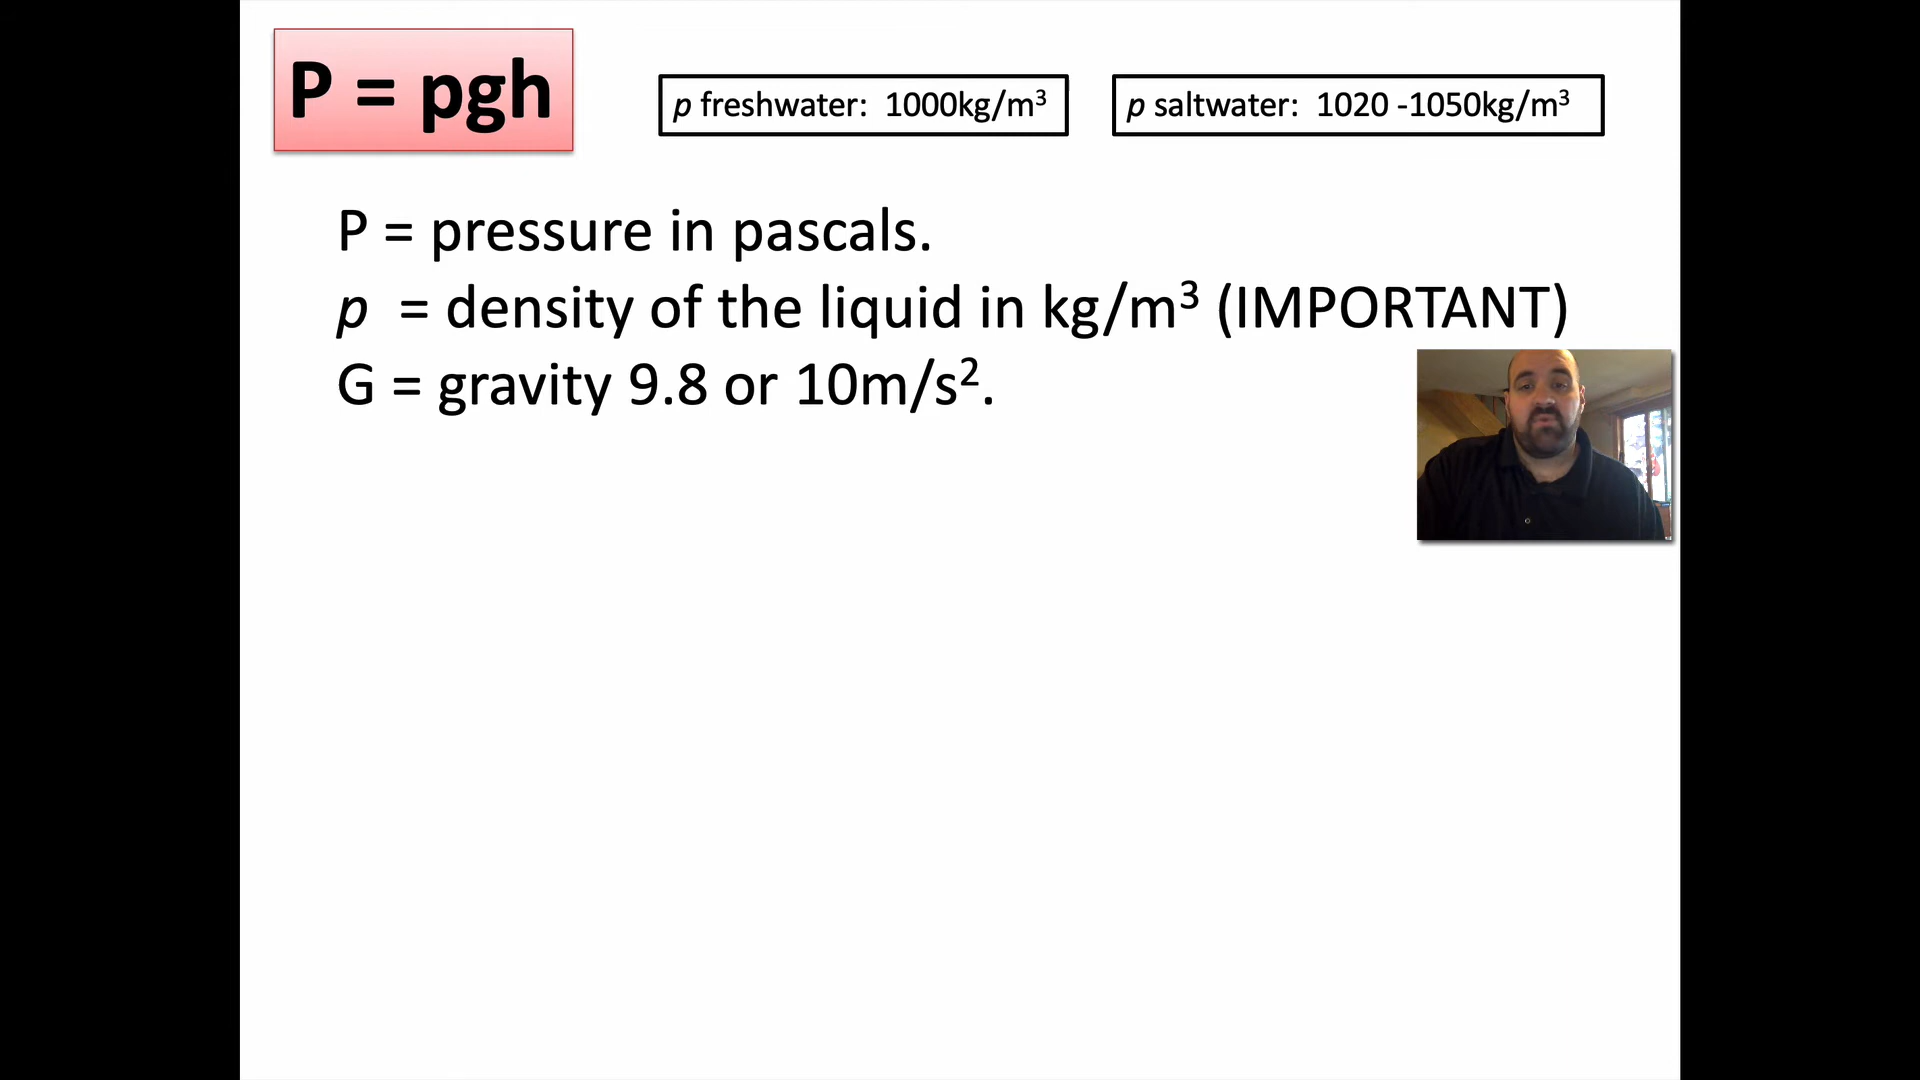 P = pgh
p freshwater: 1000kg/m³
p saltwater: 1020 -1050kg/m³
P = pressure in pascals.
p = density of the liquid in kg/m³ (IMPORTANT)
G = gravity 9.8 or 10m/s².